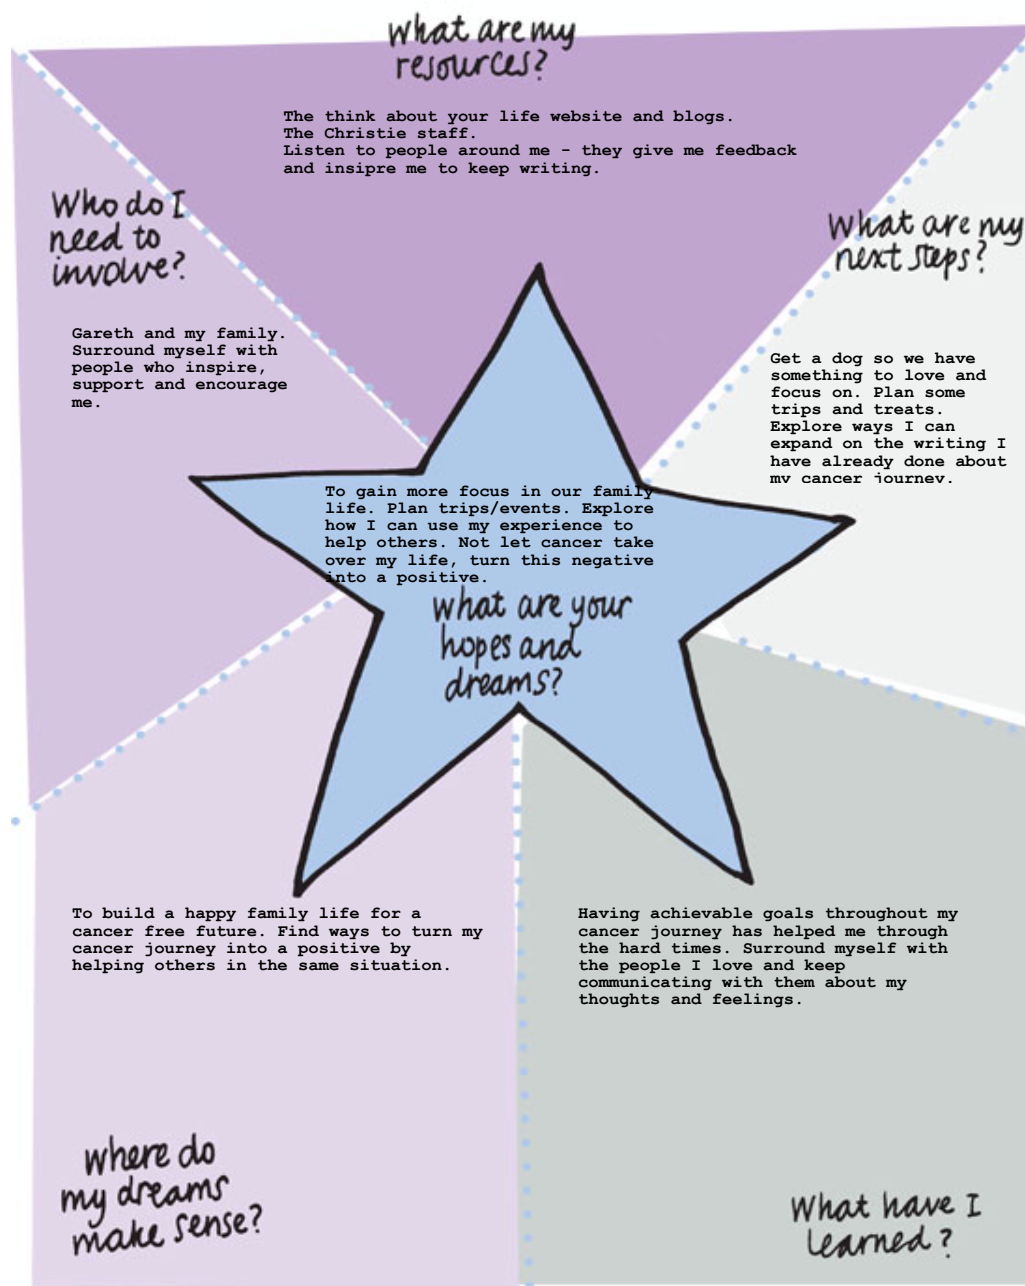 What are my
resources?
The think about your life website and blogs.
The Christie staff.
Listen to people around me - they give me feedback
and insipre me to keep writing.
Who do I
need to
involve?
Gareth and my family.
Surround myself with
people who inspire,
support and encourage
me.
What are my
next steps?
Get a dog so we have
something to love and
focus on. Plan some
trips and treats.
Explore ways I can
expand on the writing I
have already done about
my cancer journey.
To gain more focus in our family
life. Plan trips/events. Explore
how I can use my experience to
help others. Not let cancer take
over my life, turn this negative
into a positive.
What are your
hopes and
dreams?
To build a happy family life for a
cancer free future. Find ways to turn my
cancer journey into a positive by
helping others in the same situation.
where do
my dreams
make sense?
Having achievable goals throughout my
cancer journey has helped me through
the hard times. Surround myself with
the people I love and keep
communicating with them about my
thoughts and feelings.
What have I
learned?